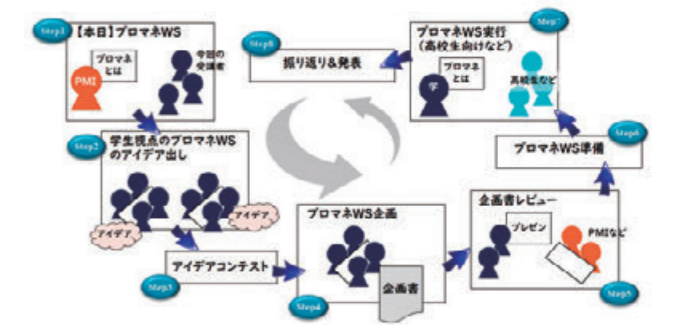 Step1
【本日】プロマネWS
プロマネ
とは
今回の
受講者
PMI
Step2
学生視点のプロマネWS
のアイデア出し
アイデア
アイデア
Step3
アイデアコンテスト
プロマネWS企画
企画書
Step4
企画書レビュー
プレゼン
PMIなど
Step5
Step6
プロマネWS準備
Step7
プロマネWS実行
(高校生向けなど)
プロマネ
とは
学
高校生など
Step8
振り返り&発表